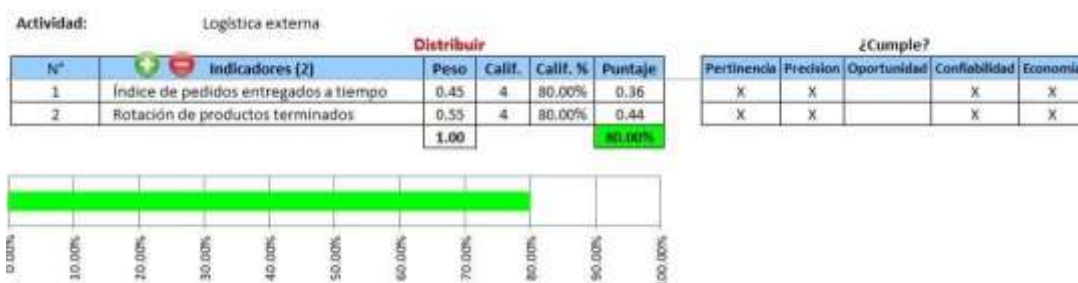 Actividad: Logística externa
Distribuir ¿Cumple?
N° Indicadores (2) Peso Calif. Calif. % Puntaje Pertinencia Precision Oportunidad Confiabilidad Economia
1 Índice de pedidos entregados a tiempo 0.45 4 80.00% 0.36 X X X X
2 Rotación de productos terminados 0.55 4 80.00% 0.44 X X X X
1.00 80.00%
0.00% 10.00% 20.00% 30.00% 40.00% 50.00% 60.00% 70.00% 80.00% 90.00% 00.00%